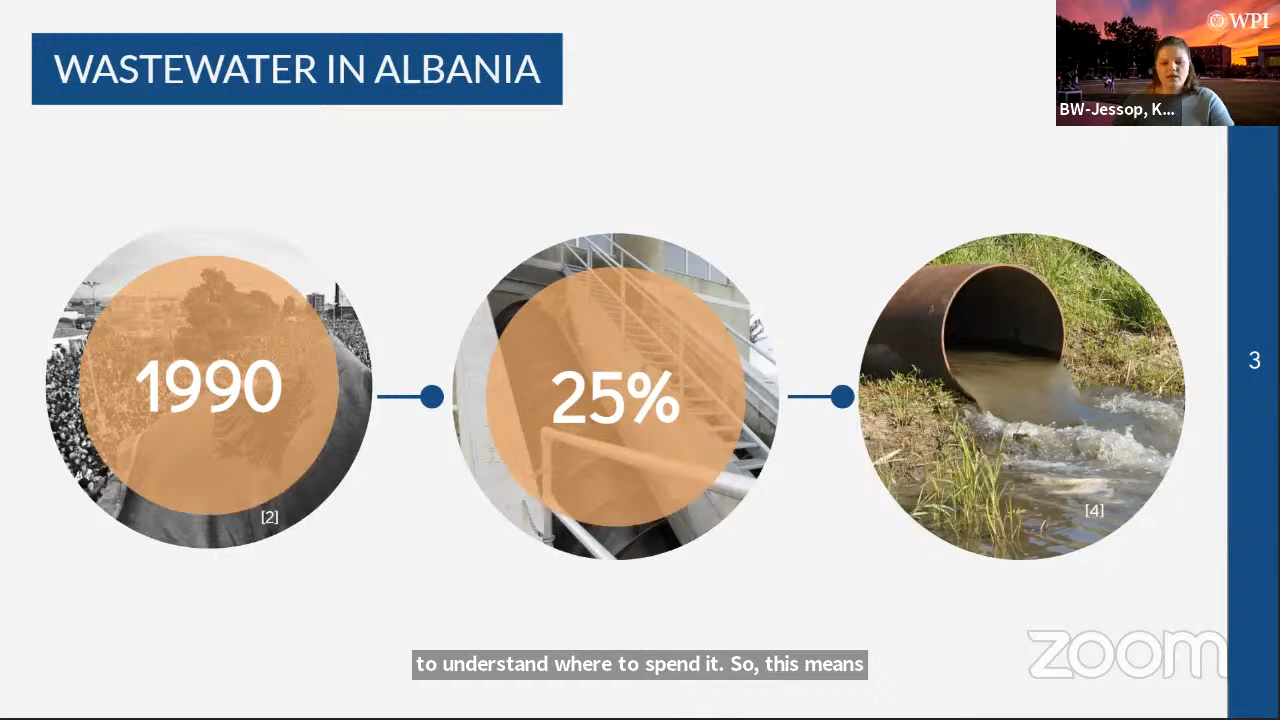 WASTEWATER IN ALBANIA
WPI
BW-Jessop, K...
3
1990
25%
[2]
[4]
to understand where to spend it. So, this means
zoom